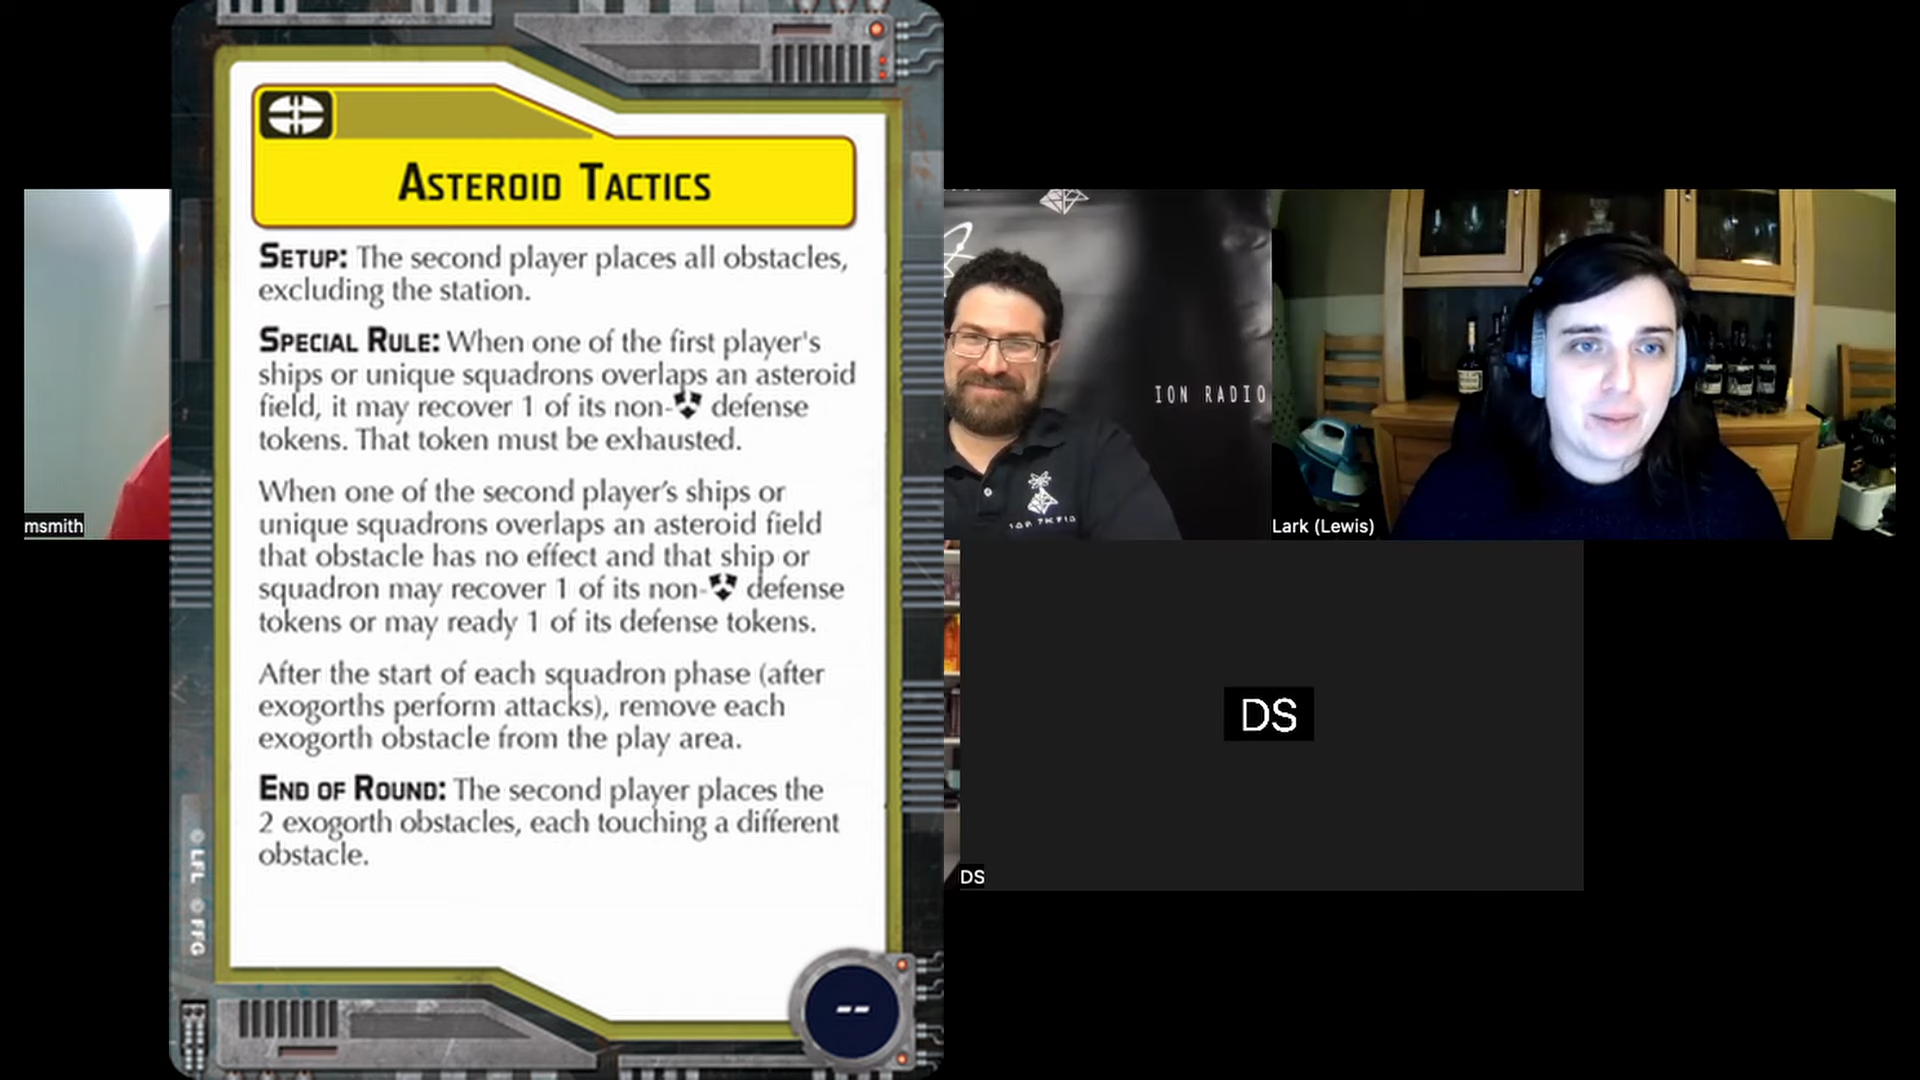 ASTEROID TACTICS
SETUP: The second player places all obstacles,
excluding the station.
SPECIAL RULE: When one of the first player's
ships or unique squadrons overlaps an asteroid
field, it may recover 1 of its non- defense
tokens. That token must be exhausted.
When one of the second player's ships or
unique squadrons overlaps an asteroid field
that obstacle has no effect and that ship or
squadron may recover 1 of its non- defense
tokens or may ready 1 of its defense tokens.
After the start of each squadron phase (after
exogorths perform attacks), remove each
exogorth obstacle from the play area.
END OF ROUND: The second player places the
2 exogorth obstacles, each touching a different
obstacle.
© LFL © FFG
--
msmith
ION RADIO
Lark (Lewis)
DS
DS